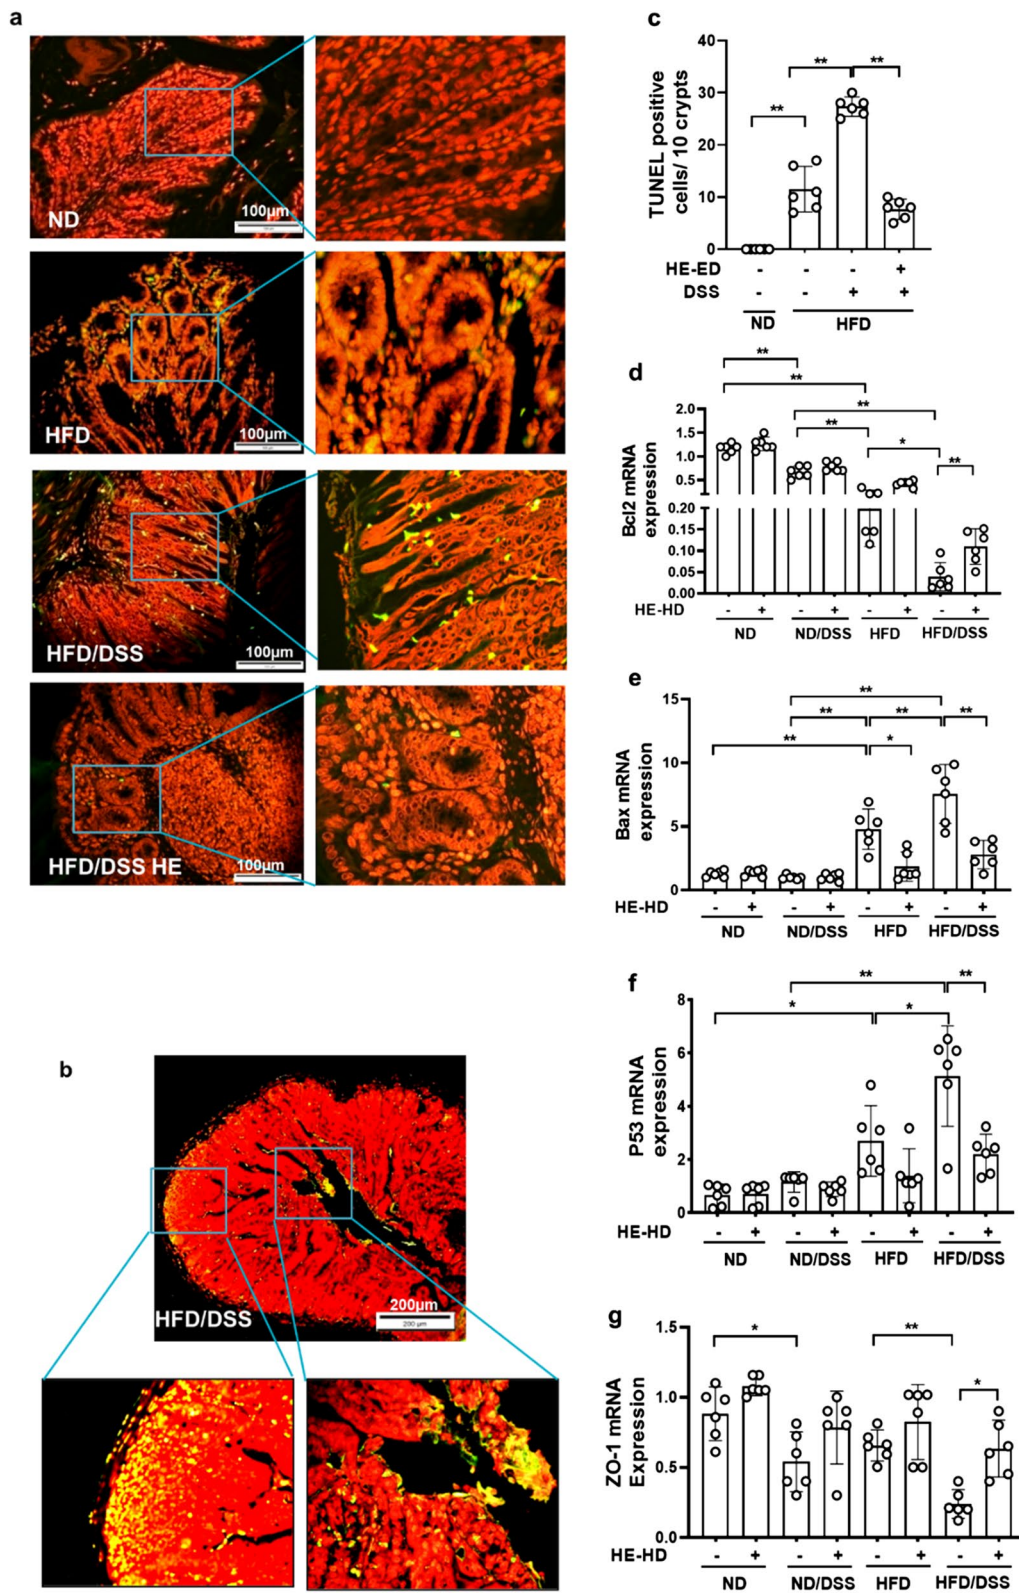 a
ND
100µm
HFD
100µm
HFD/DSS
100µm
HFD/DSS HE
100µm
b
HFD/DSS
200µm
200 µm
c
TUNEL positive
cells/ 10 crypts
40
30
20
10
0
** ** **
HE-ED - - - +
DSS - - + +
ND HFD
d
Bcl2 mRNA
expression
2.0
1.5
1.0
0.5
0.20
0.15
0.10
0.05
0.00
**
**
**
**
*
**
HE-HD - + - + - + - +
ND ND/DSS HFD HFD/DSS
e
Bax mRNA
expression
15
10
5
0
**
** ** **
** *
HE-HD - + - + - + - +
ND ND/DSS HFD HFD/DSS
f
P53 mRNA
expression
8
6
4
2
0
** **
* *
HE-HD - + - + - + - +
ND ND/DSS HFD HFD/DSS
g
ZO-1 mRNA
Expression
1.5
1.0
0.5
0.0
* **
*
HE-HD - + - + - + - +
ND ND/DSS HFD HFD/DSS